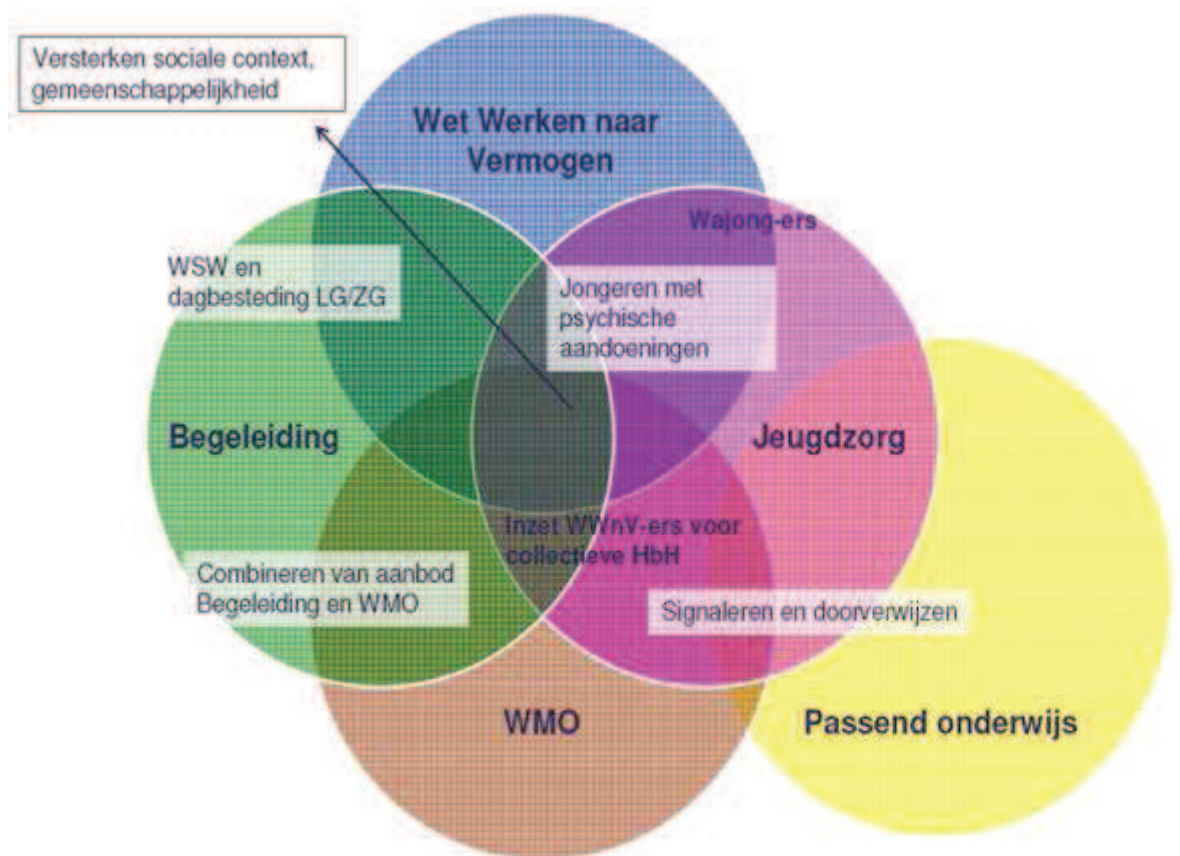 Versterken sociale context,
gemeenschappelijkheid
Wet Werken naar
Vermogen
Wajong-ers
WSW en
dagbesteding LG/ZG
Jongeren met
psychische
aandoeningen
Begeleiding
Jeugdzorg
Inzet WWnV-ers voor
collectieve HbH
Combineren van aanbod
Begeleiding en WMO
Signaleren en doorverwijzen
WMO
Passend onderwijs